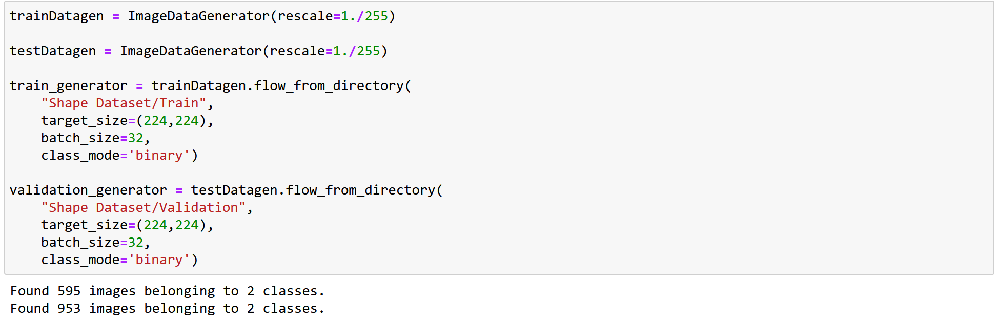 trainDatagen = ImageDataGenerator(rescale=1./255)
testDatagen = ImageDataGenerator(rescale=1./255)
train_generator = trainDatagen.flow_from_directory(
    "Shape Dataset/Train",
    target_size=(224,224),
    batch_size=32,
    class_mode='binary')
validation_generator = testDatagen.flow_from_directory(
    "Shape Dataset/Validation",
    target_size=(224,224),
    batch_size=32,
    class_mode='binary')
Found 595 images belonging to 2 classes.
Found 953 images belonging to 2 classes.